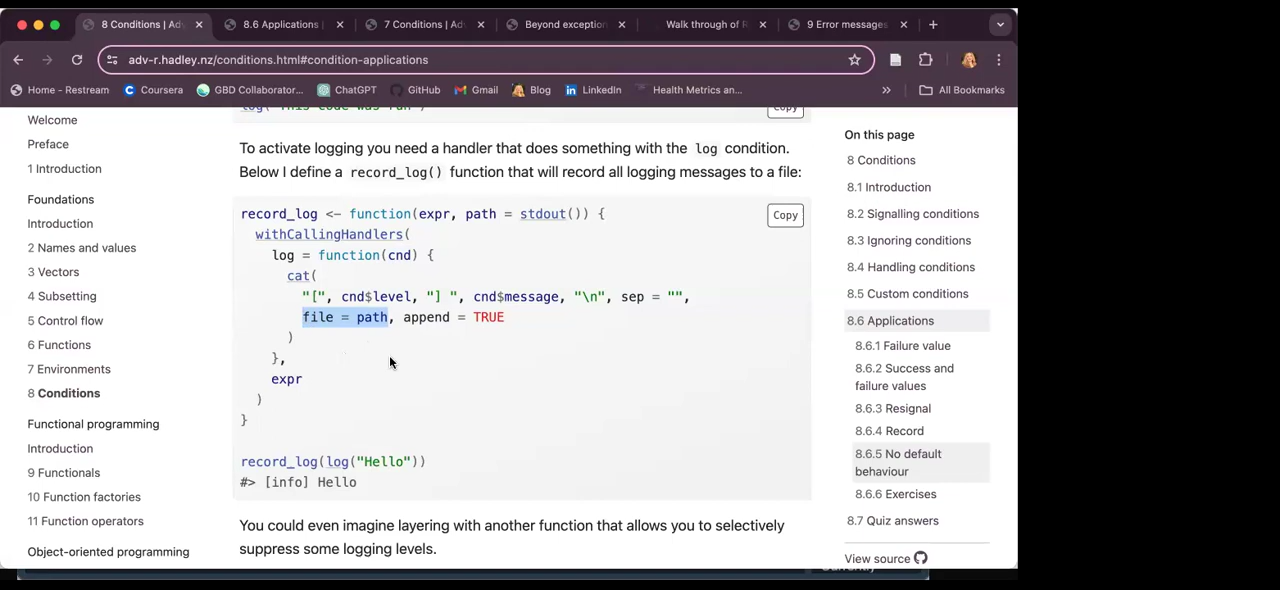 8 Conditions | Adv
8.6 Applications |
7 Conditions | Adv
Beyond exception
Walk through of R
9 Error messages
adv-r.hadley.nz/conditions.html#condition-applications
Home - Restream
Coursera
GBD Collaborator...
ChatGPT
GitHub
Gmail
Blog
LinkedIn
Health Metrics an...
»
All Bookmarks
Welcome
Preface
1 Introduction
Foundations
Introduction
2 Names and values
3 Vectors
4 Subsetting
5 Control flow
6 Functions
7 Environments
8 Conditions
Functional programming
Introduction
9 Functionals
10 Function factories
11 Function operators
Object-oriented programming
log("This code was run")
Copy
To activate logging you need a handler that does something with the log condition.
Below I define a record_log() function that will record all logging messages to a file:
Copy
record_log <- function(expr, path = stdout()) {
withCallingHandlers(
log = function(cnd) {
cat(
"[", cnd$level, "] ", cnd$message, "\n", sep = "",
file = path, append = TRUE
)
},
expr
)
}
record_log(log("Hello"))
#> [info] Hello
You could even imagine layering with another function that allows you to selectively
suppress some logging levels.
On this page
8 Conditions
8.1 Introduction
8.2 Signalling conditions
8.3 Ignoring conditions
8.4 Handling conditions
8.5 Custom conditions
8.6 Applications
8.6.1 Failure value
8.6.2 Success and
failure values
8.6.3 Resignal
8.6.4 Record
8.6.5 No default
behaviour
8.6.6 Exercises
8.7 Quiz answers
View source